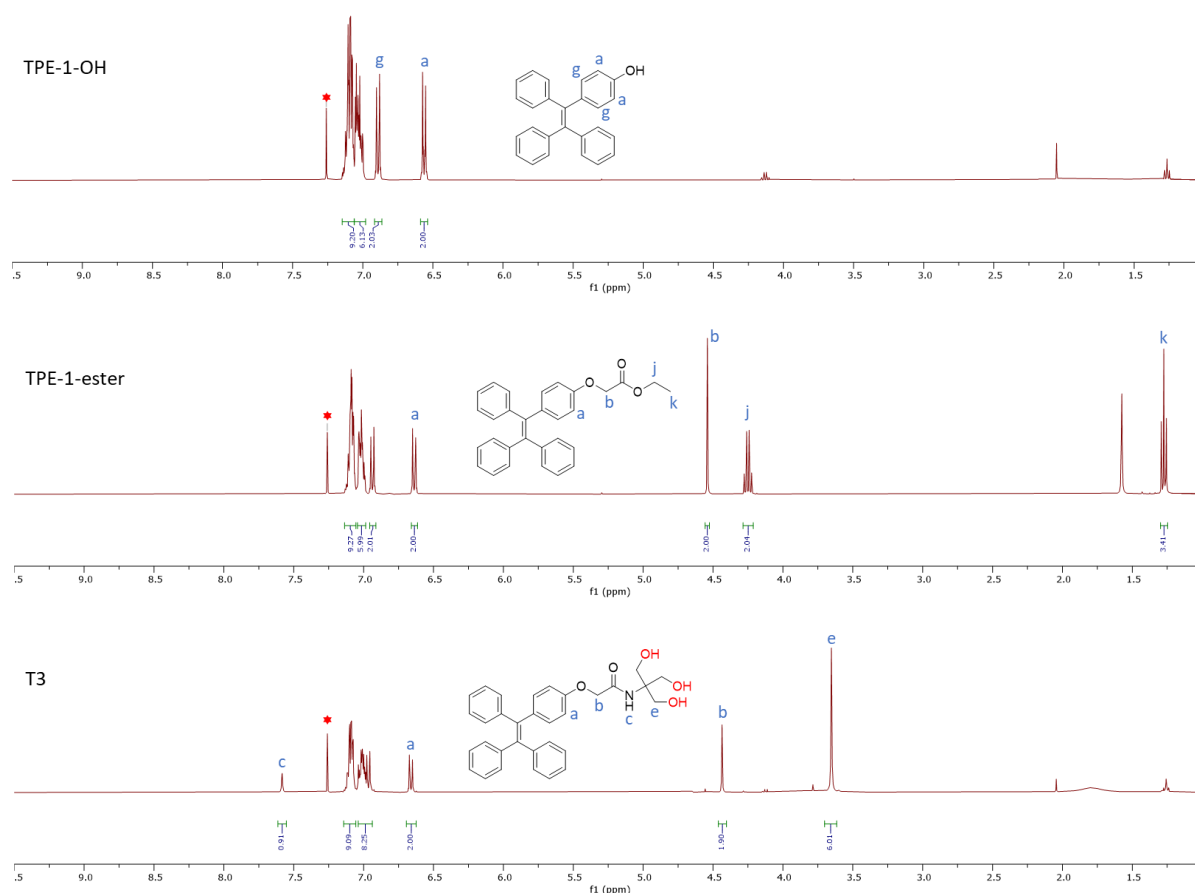 TPE-1-OH
g
a
g
a
OH
a
g
9.20
6.13
2.03
2.00
.5
9.0
8.5
8.0
7.5
7.0
6.5
6.0
5.5
5.0
4.5
4.0
3.5
3.0
2.5
2.0
1.5
f1 (ppm)
TPE-1-ester
a
O
O
O
j
b
k
a
b
j
k
9.27
5.99
2.01
2.00
2.00
2.04
3.41
.5
9.0
8.5
8.0
7.5
7.0
6.5
6.0
5.5
5.0
4.5
4.0
3.5
3.0
2.5
2.0
1.5
f1 (ppm)
T3
c
a
OH
O
OH
O
N
OH
H
b
e
a
c
b
e
0.91
9.09
8.25
2.00
1.90
6.01
.5
9.0
8.5
8.0
7.5
7.0
6.5
6.0
5.5
5.0
4.5
4.0
3.5
3.0
2.5
2.0
1.5
f1 (ppm)